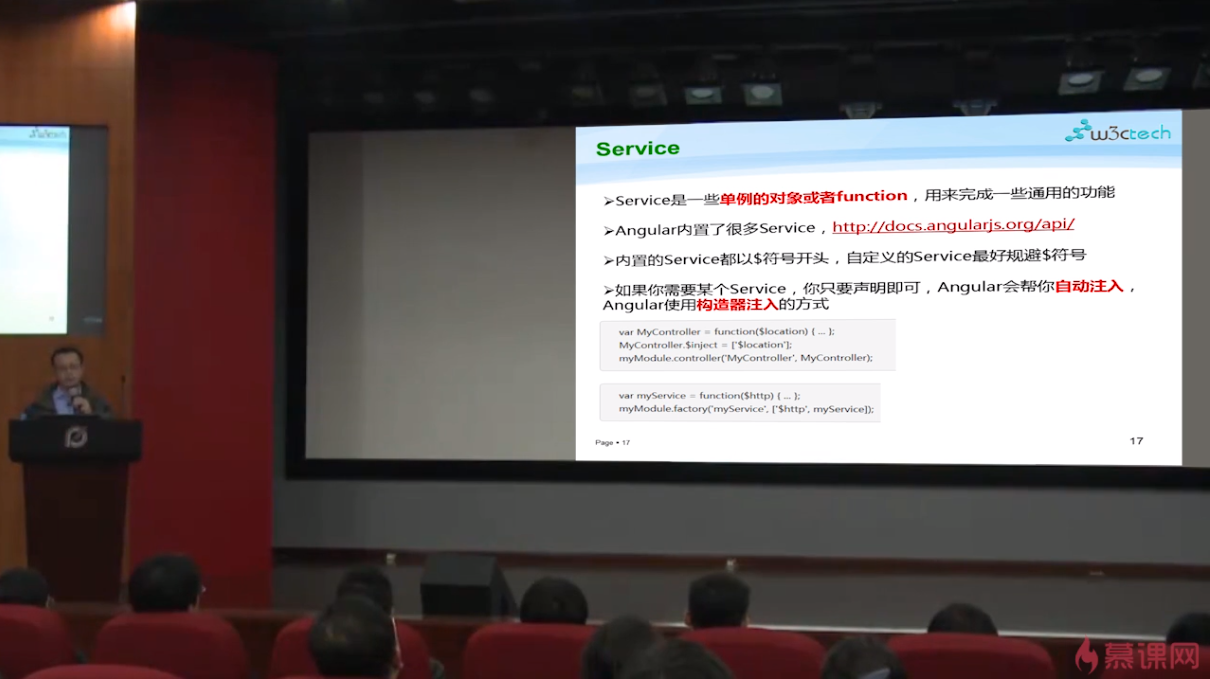 w3ctech
Service
w3ctech
➢Service是一些单例的对象或者function，用来完成一些通用的功能
➢Angular内置了很多Service，http://docs.angularjs.org/api/
➢内置的Service都以$符号开头，自定义的Service最好规避$符号
➢如果你需要某个Service，你只要声明即可，Angular会帮你自动注入，
Angular使用构造器注入的方式
var MyController = function($location) { ... };
MyController.$inject = ['$location'];
myModule.controller('MyController', MyController);
var myService = function($http) { ... };
myModule.factory('myService', ['$http', myService]);
Page ▪ 17
17
慕课网